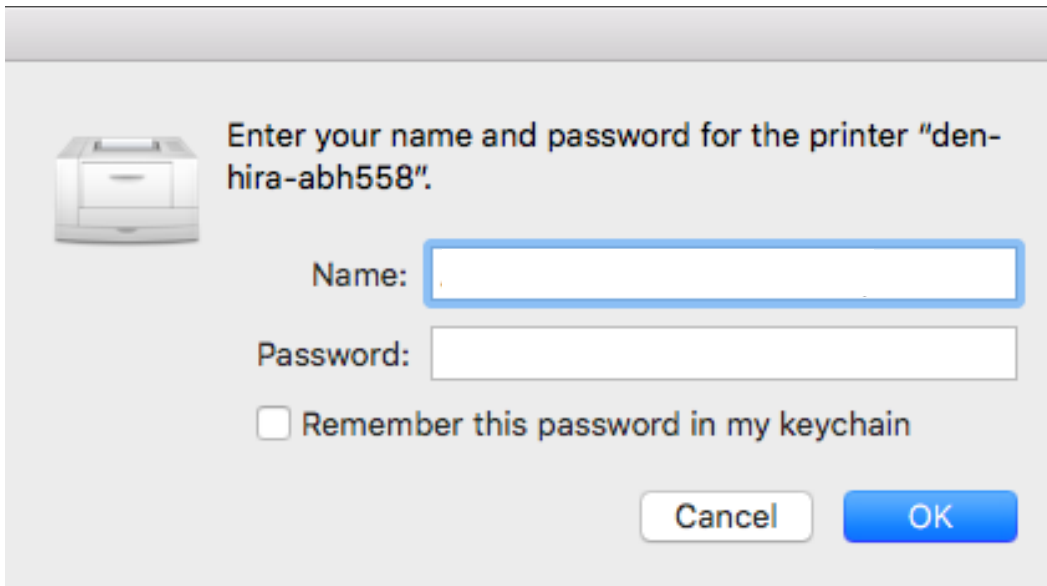 Enter your name and password for the printer “den-
hira-abh558”.
Name:
Password:
Remember this password in my keychain
Cancel
OK